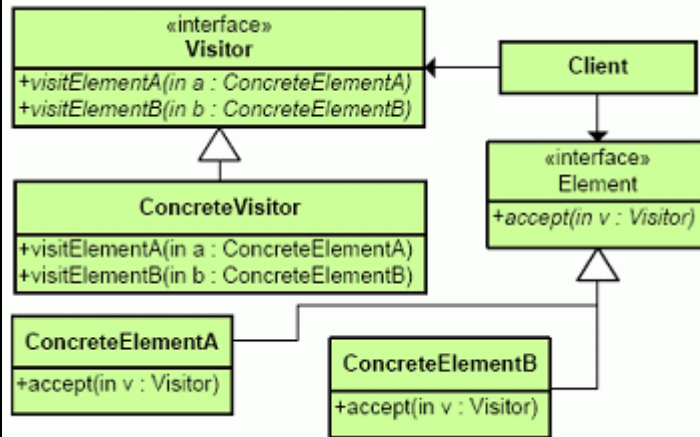 «interface»
Visitor
+visitElementA(in a : ConcreteElementA)
+visitElementB(in b : ConcreteElementB)
Client
«interface»
Element
+accept(in v : Visitor)
ConcreteVisitor
+visitElementA(in a : ConcreteElementA)
+visitElementB(in b : ConcreteElementB)
ConcreteElementA
+accept(in v : Visitor)
ConcreteElementB
+accept(in v : Visitor)